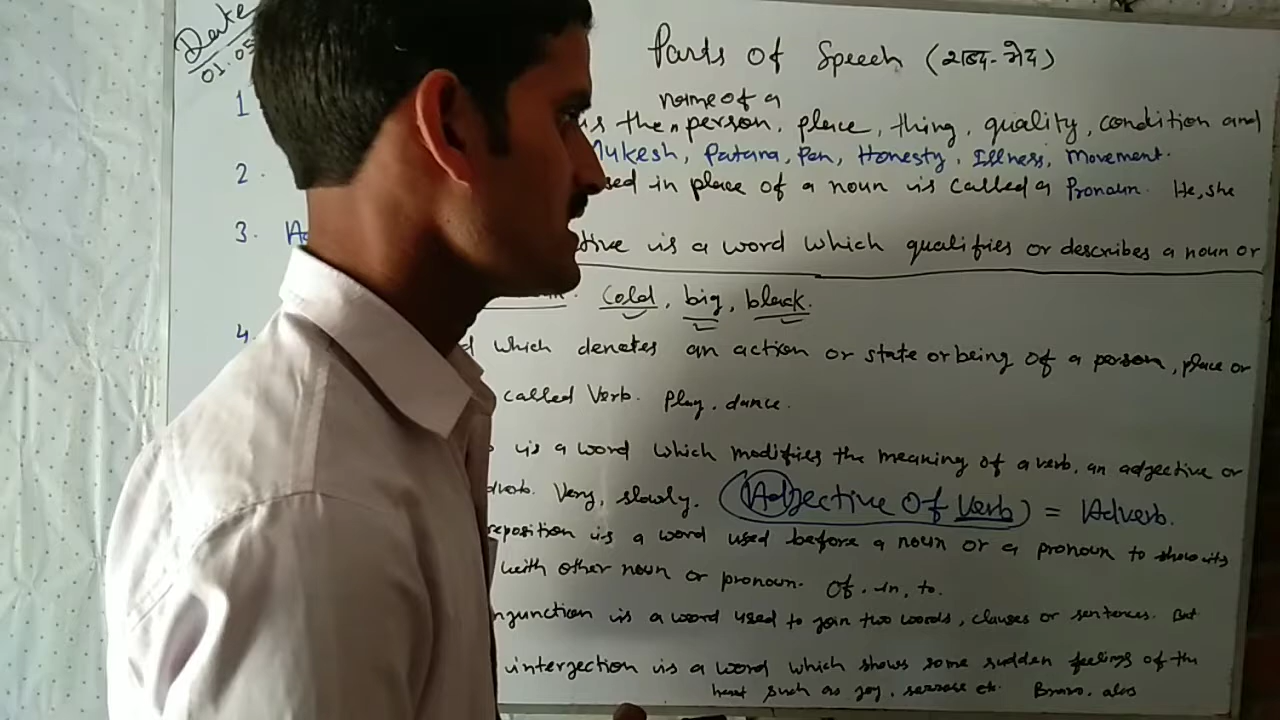 Date
01.05
Parts of Speech (शब्द-भेद)
name of a
1
is the person, place, thing, quality, condition and
Mukesh, Patana, Pen, Honesty, Illness, Movement.
2.
sed in place of a noun is called a Pronoun. He, she
3. Ad
tive is a word which qualifies or describes a noun or
Cold, big, black.
4.
d which denotes an action or state or being of a person, place or
called Verb. Play, dance.
is a word which modifies the meaning of a verb, an adjective or
dverb. Very, slowly. (Adjective Of Verb) = Adverb.
reposition is a word used before a noun or a pronoun to show its
with other noun or pronoun. Of, in, to.
njunction is a word used to join two words, clauses or sentences. But
interjection is a word which shows some sudden feelings of the
heart such as joy, etc. Bravo, alas